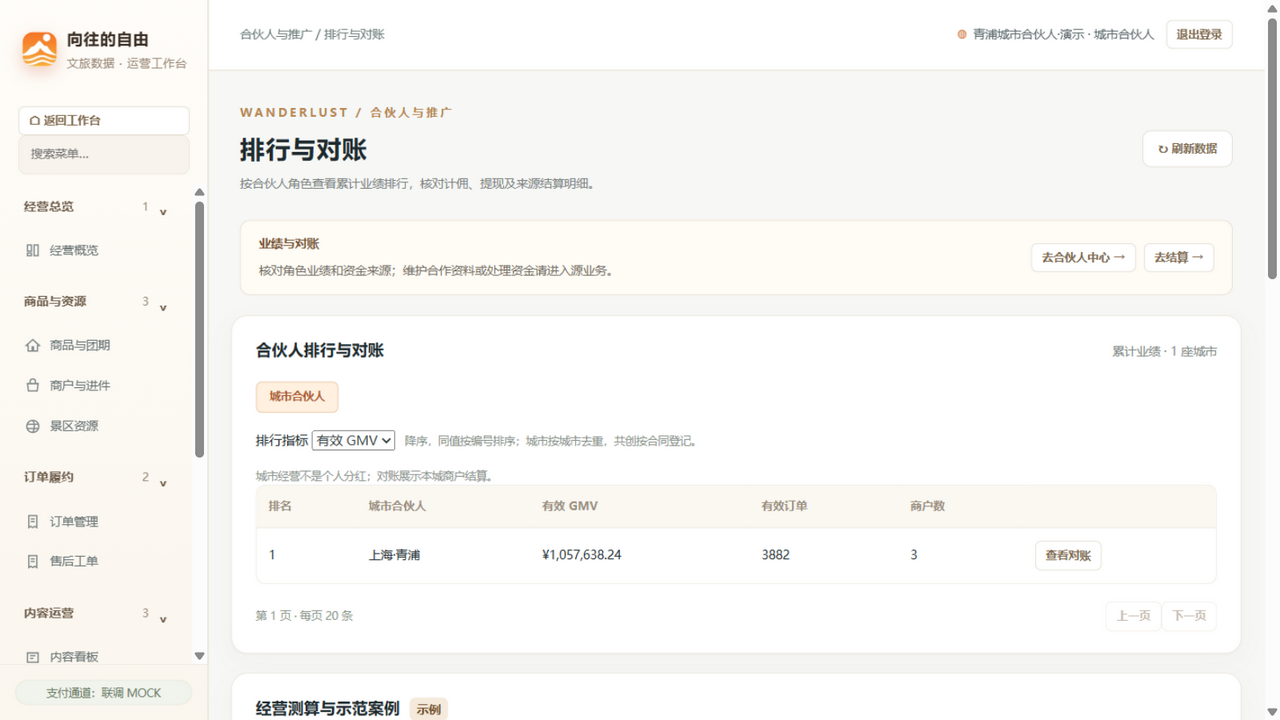 向往的自由
文旅数据 · 运营工作台
返回工作台
搜索菜单...
经营总览 1 v
经营概览
商品与资源 3 v
商品与团期
商户与进件
景区资源
订单履约 2 v
订单管理
售后工单
内容运营 3 v
内容看板
支付通道：联调 MOCK
合伙人与推广 / 排行与对账
青浦城市合伙人·演示 · 城市合伙人
退出登录
WANDERLUST / 合伙人与推广
排行与对账
↻ 刷新数据
按合伙人角色查看累计业绩排行，核对计佣、提现及来源结算明细。
业绩与对账
核对角色业绩和资金来源；维护合作资料或处理资金请进入源业务。
去合伙人中心 →
去结算 →
合伙人排行与对账
累计业绩 · 1 座城市
城市合伙人
排行指标 有效 GMV 降序，同值按编号排序；城市按城市去重，共创按合同登记。
城市经营不是个人分红；对账展示本城商户结算。
排名 城市合伙人 有效 GMV 有效订单 商户数
1 上海·青浦 ¥1,057,638.24 3882 3 查看对账
第 1 页 · 每页 20 条
上一页 下一页
经营测算与示范案例 示例